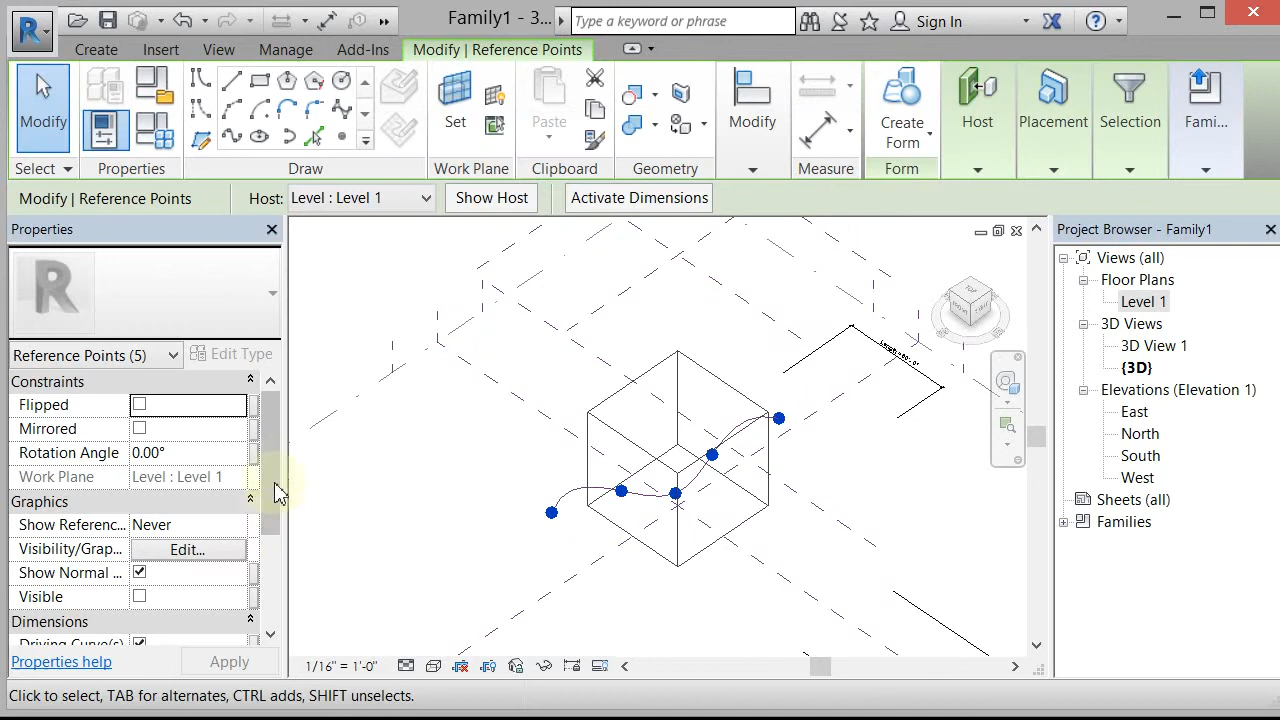 Family1 - 3...
Type a keyword or phrase
Sign In
Create Insert View Manage Add-Ins Modify | Reference Points
Modify Set Paste Modify Create Form Host Placement Selection Fami...
Select Properties Draw Work Plane Clipboard Geometry Measure Form
Modify | Reference Points Host: Level : Level 1 Show Host Activate Dimensions
Properties
Reference Points (5) Edit Type
Constraints
Flipped
Mirrored
Rotation Angle 0.00°
Work Plane Level : Level 1
Graphics
Show Referenc... Never
Visibility/Grap... Edit...
Show Normal ...
Visible
Dimensions
Driving Curve(s)
Properties help Apply
TOP
1/16" = 1'-0"
Project Browser - Family1
Views (all)
Floor Plans
Level 1
3D Views
3D View 1
{3D}
Elevations (Elevation 1)
East
North
South
West
Sheets (all)
Families
Click to select, TAB for alternates, CTRL adds, SHIFT unselects.